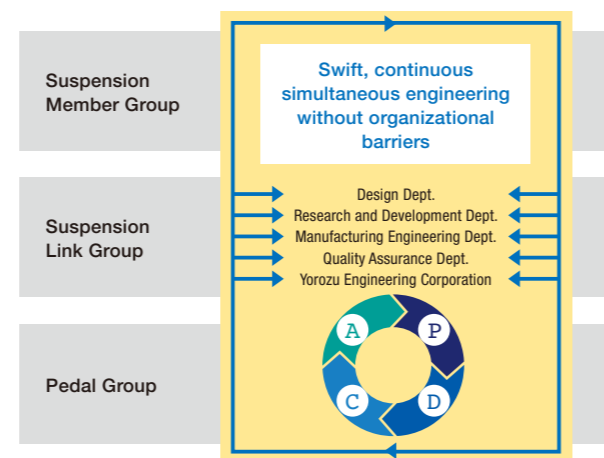 Suspension
Member Group
Swift, continuous
simultaneous engineering
without organizational
barriers
Suspension
Link Group
Design Dept.
Research and Development Dept.
Manufacturing Engineering Dept.
Quality Assurance Dept.
Yorozu Engineering Corporation
Pedal Group
A
P
C
D